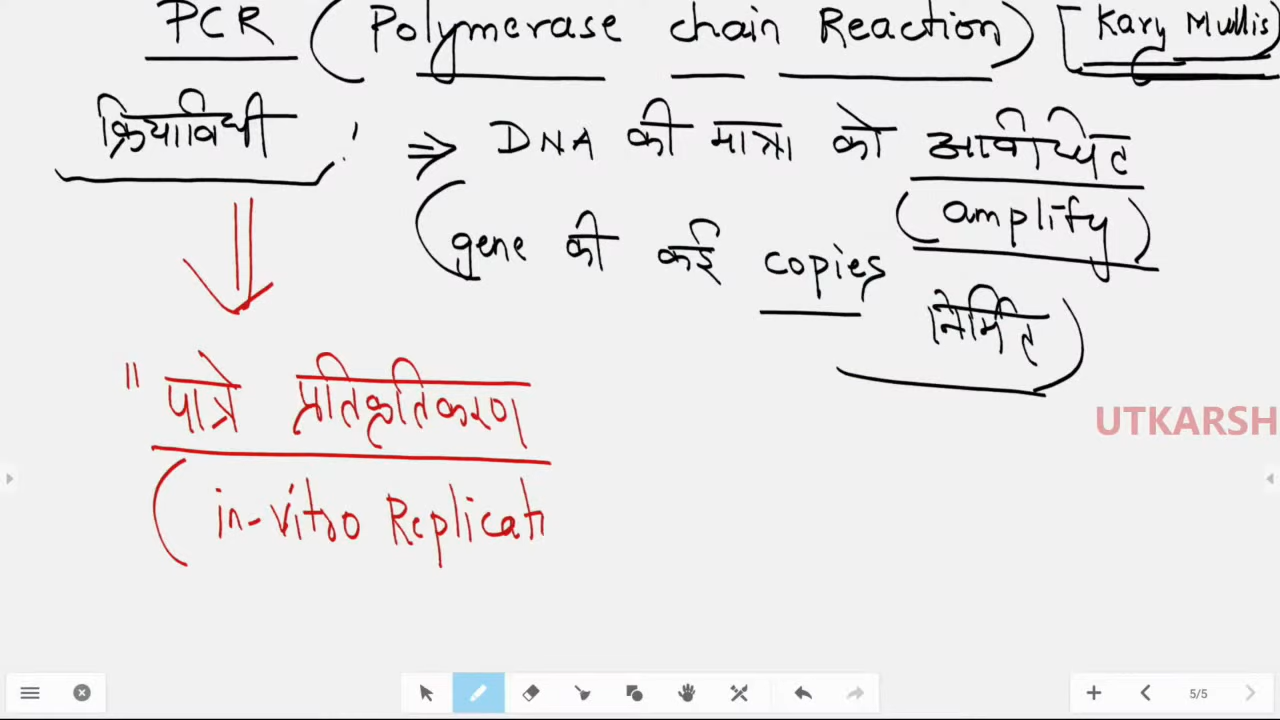 PCR (Polymerase chain Reaction) [Kary Mullis]
क्रियाविधी : ⇒ DNA की मात्रा को आवर्धित
(amplify)
(gene की कई copies
निर्मित)
" पात्रे प्रतिकृतिकरण
(in-vitro Replicati
UTKARSH
5/5